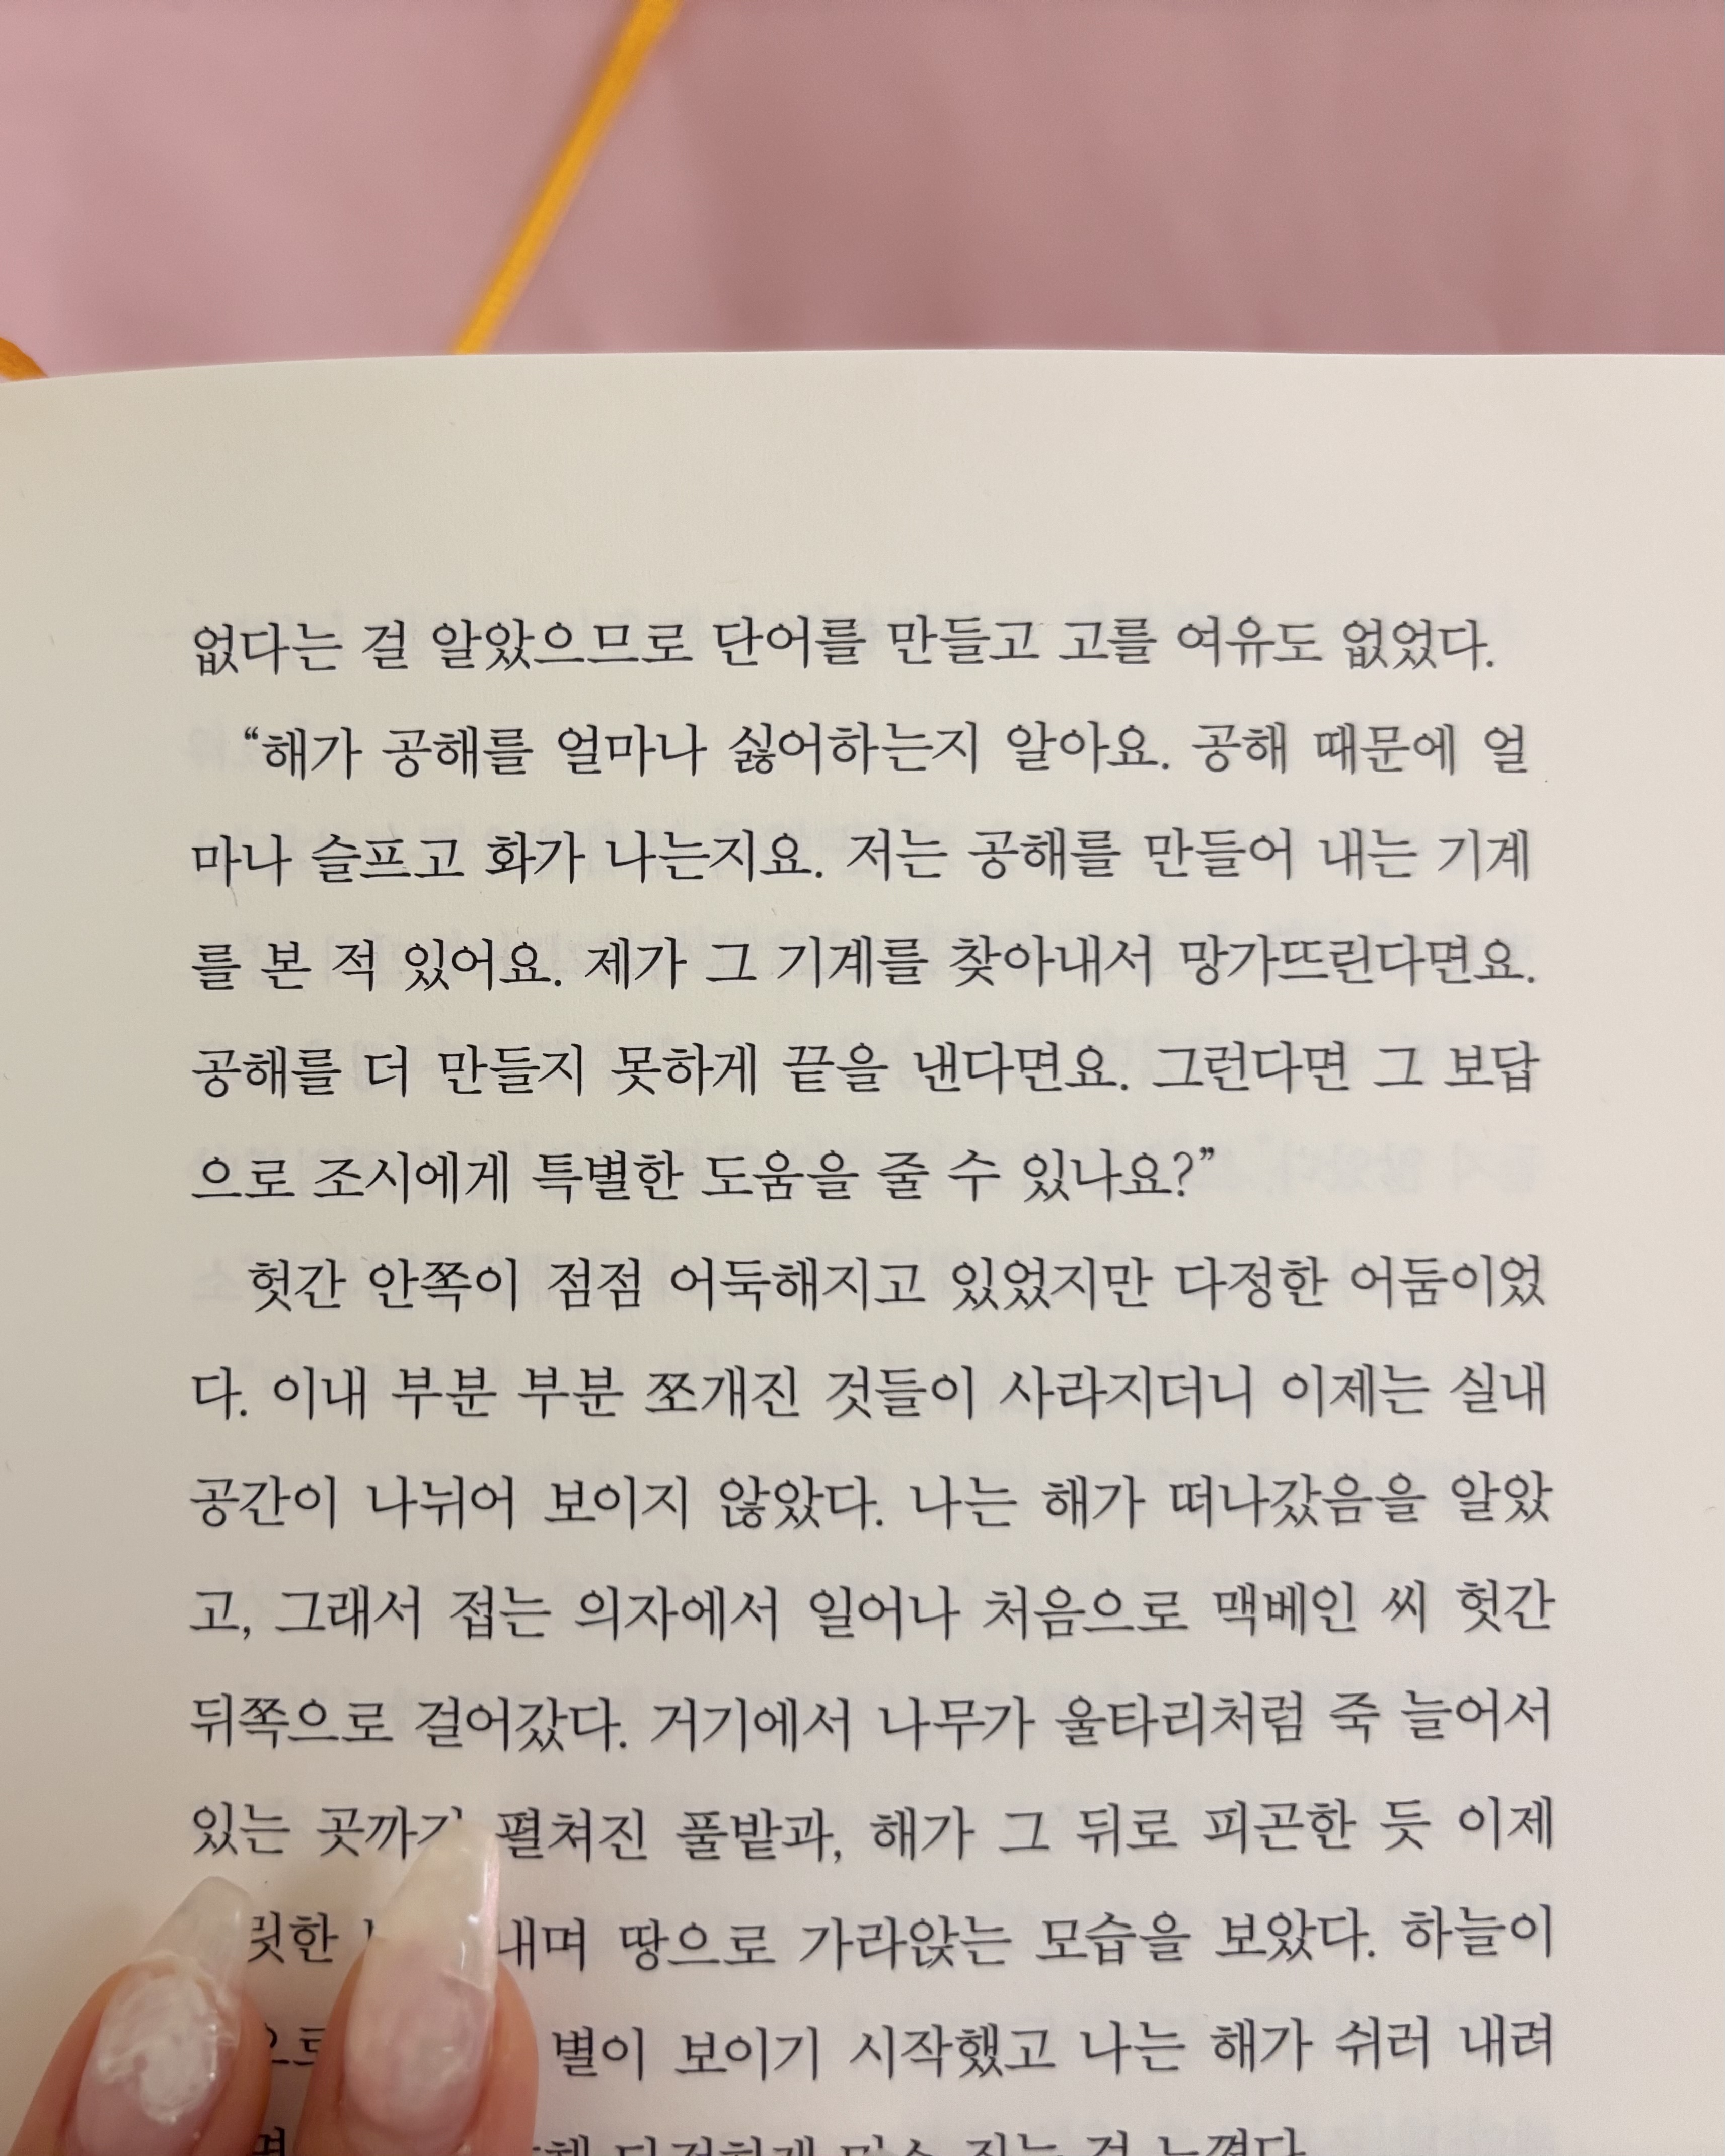 없다는 걸 알았으므로 단어를 만들고 고를 여유도 없었다.
“해가 공해를 얼마나 싫어하는지 알아요. 공해 때문에 얼
마나 슬프고 화가 나는지요. 저는 공해를 만들어 내는 기계
를 본 적 있어요. 제가 그 기계를 찾아내서 망가뜨린다면요.
공해를 더 만들지 못하게 끝을 낸다면요. 그런다면 그 보답
으로 조시에게 특별한 도움을 줄 수 있나요?”
헛간 안쪽이 점점 어둑해지고 있었지만 다정한 어둠이었
다. 이내 부분 부분 쪼개진 것들이 사라지더니 이제는 실내
공간이 나뉘어 보이지 않았다. 나는 해가 떠나갔음을 알았
고, 그래서 접는 의자에서 일어나 처음으로 맥베인 씨 헛간
뒤쪽으로 걸어갔다. 거기에서 나무가 울타리처럼 죽 늘어서
있는 곳까지 펼쳐진 풀밭과, 해가 그 뒤로 피곤한 듯 이제
땅으로 가라앉는 모습을 보았다. 하늘이
별이 보이기 시작했고 나는 해가 쉬러 내려